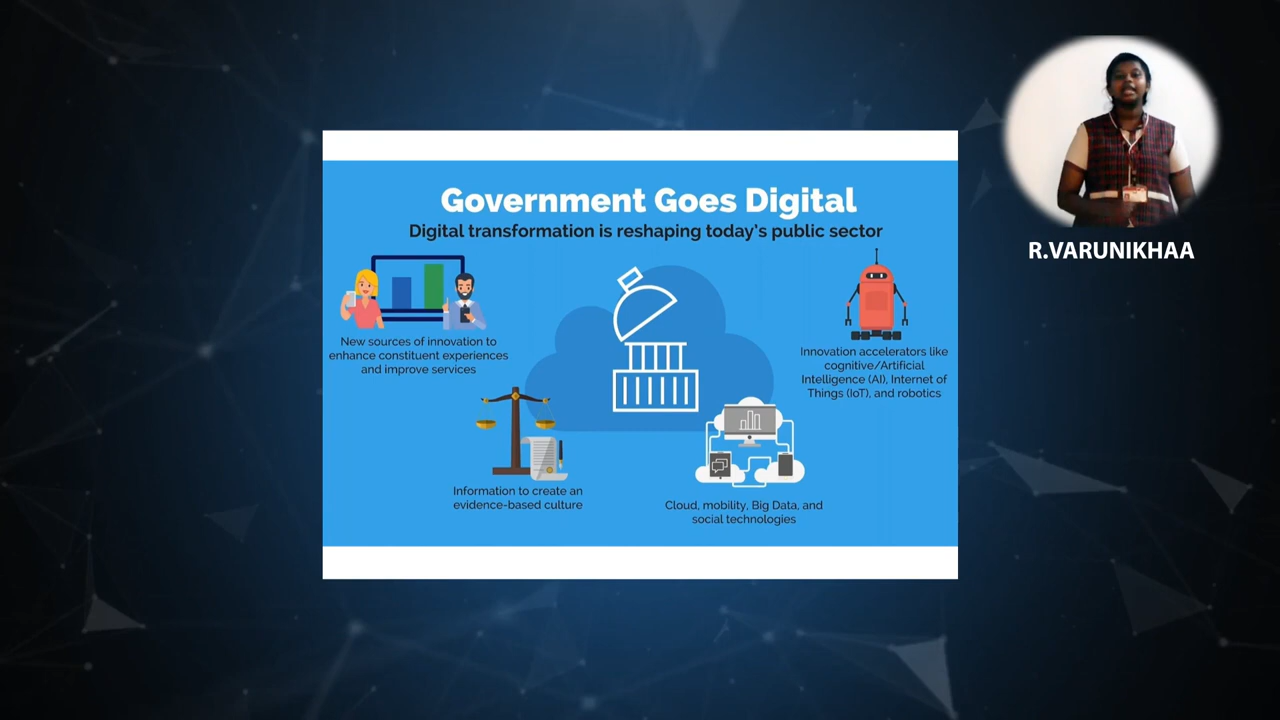 Government Goes Digital
Digital transformation is reshaping today's public sector
New sources of innovation to
enhance constituent experiences
and improve services
Innovation accelerators like
cognitive/Artificial
Intelligence (AI), Internet of
Things (IoT), and robotics
Information to create an
evidence-based culture
Cloud, mobility, Big Data, and
social technologies
R.VARUNIKHAA